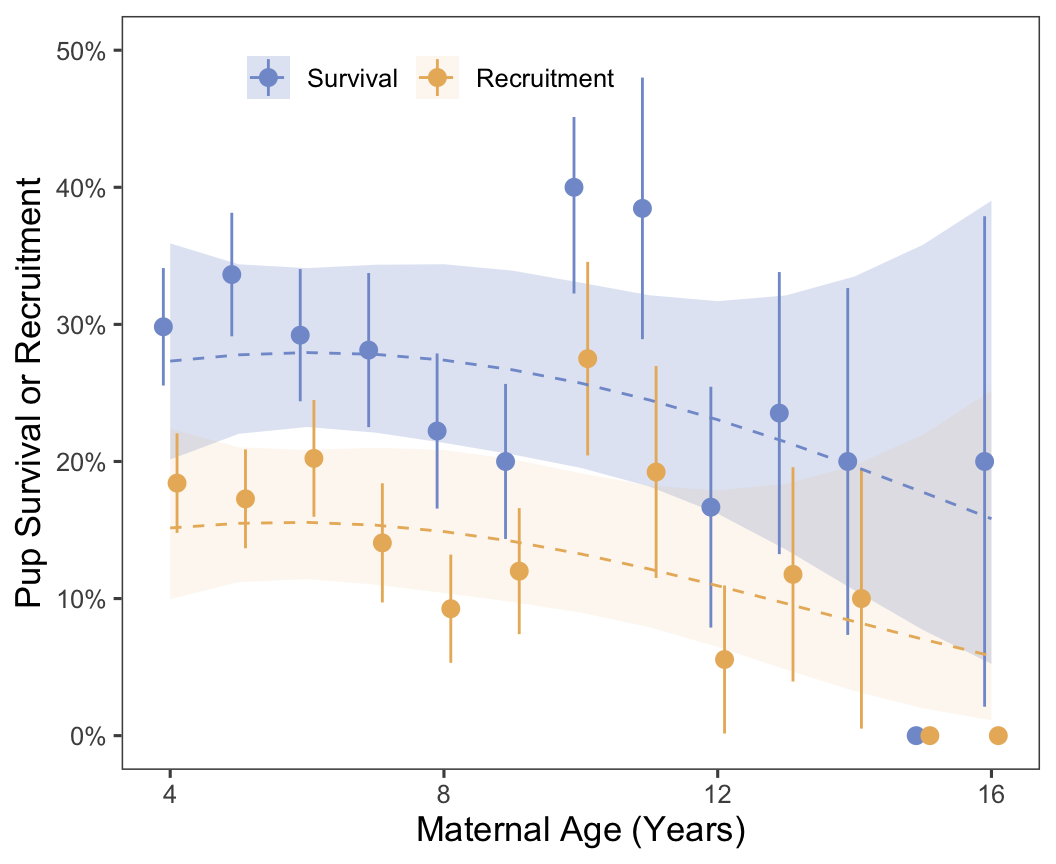 50%
Survival Recruitment
40%
30%
20%
10%
0%
Pup Survival or Recruitment
4 8 12 16
Maternal Age (Years)